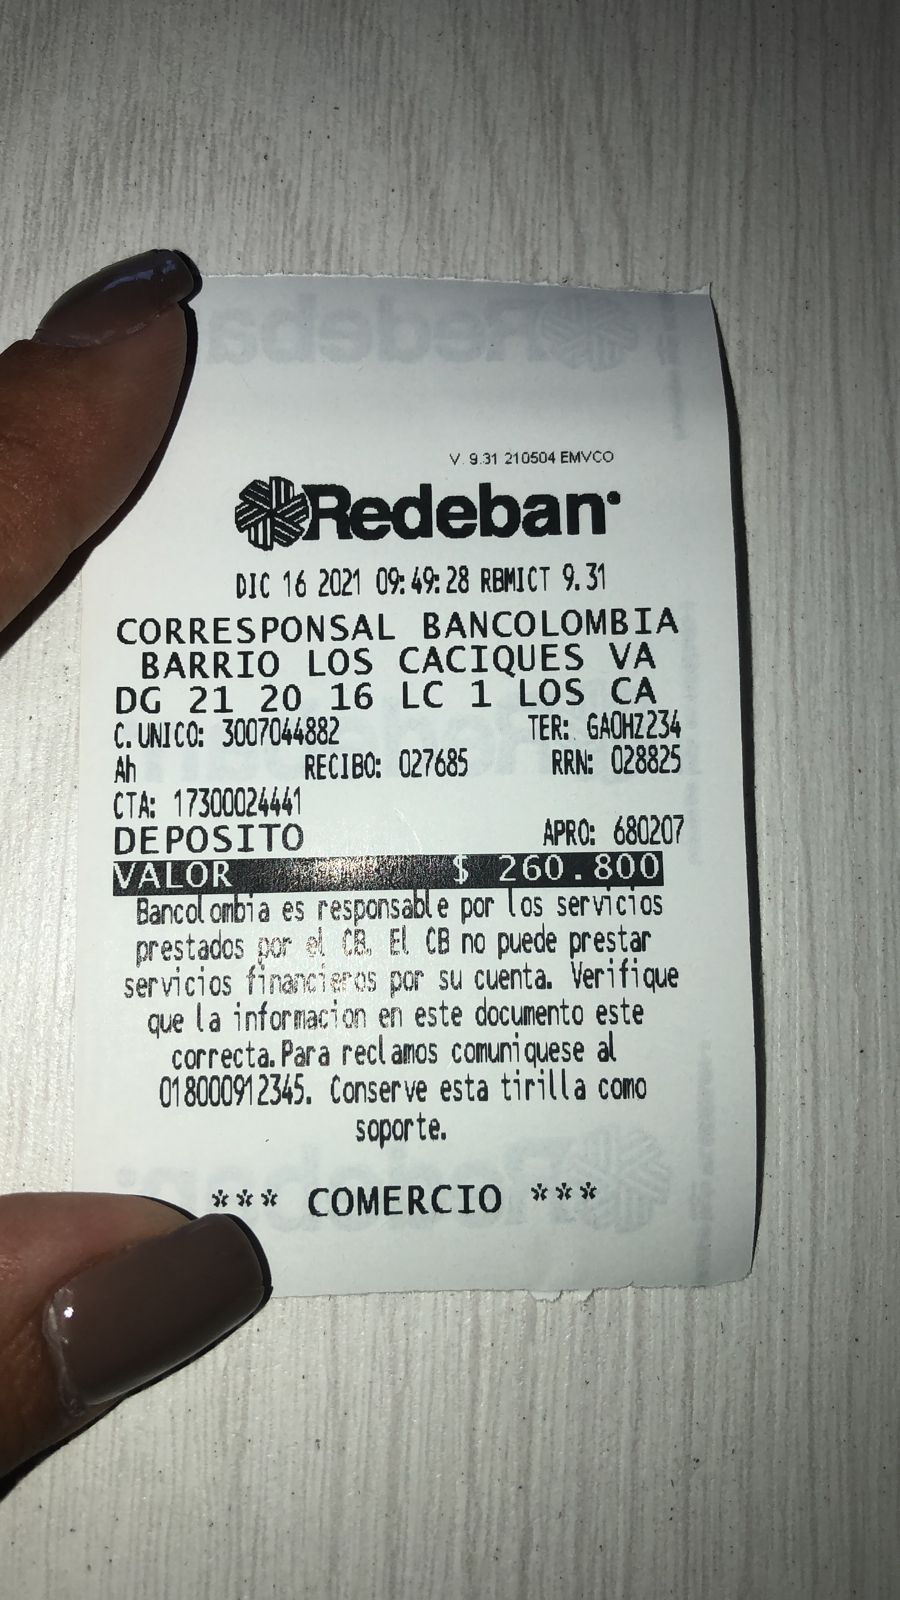 V. 9.31 210504 EMVCO
Redeban
DIC 16 2021 09:49:28 RBMICT 9.31
CORRESPONSAL BANCOLOMBIA
BARRIO LOS CACIQUES VA
DG 21 20 16 LC 1 LOS CA
C. UNICO: 3007044882 TER: GAOHZ234
Ah RECIBO: 027685 RRN: 028825
CTA: 17300024441
DEPOSITO APRO: 680207
VALOR $ 260.800
Bancolombia es responsable por los servicios
prestados por el CB. El CB no puede prestar
servicios financieros por su cuenta. Verifique
que la informacion en este documento este
correcta. Para reclamos comuniquese al
018000912345. Conserve esta tirilla como
soporte.
*** COMERCIO ***